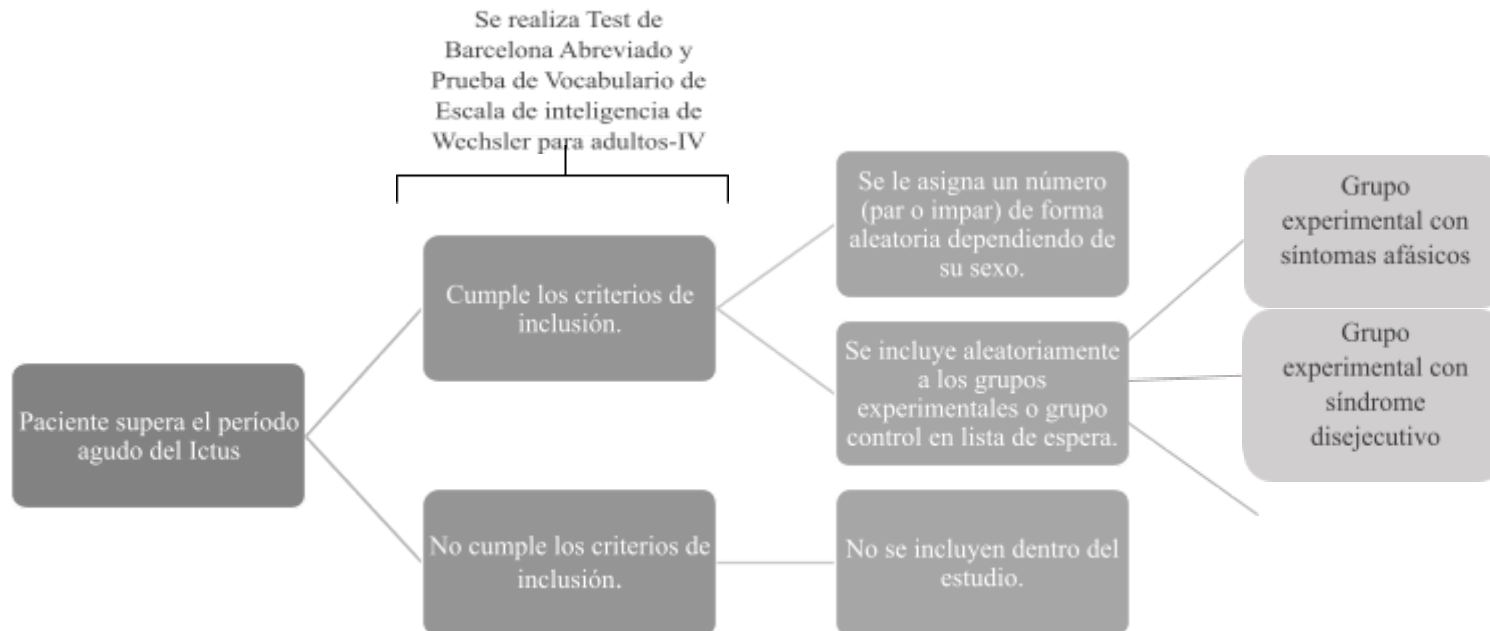 Se realiza Test de
Barcelona Abreviado y
Prueba de Vocabulario de
Escala de inteligencia de
Wechsler para adultos-IV
Paciente supera el período
agudo del Ictus
Cumple los criterios de
inclusión.
No cumple los criterios de
inclusión.
Se le asigna un número
(par o impar) de forma
aleatoria dependiendo de
su sexo.
Se incluye aleatoriamente
a los grupos
experimentales o grupo
control en lista de espera.
No se incluyen dentro del
estudio.
Grupo
experimental con
síntomas afásicos
Grupo
experimental con
síndrome
disejecutivo